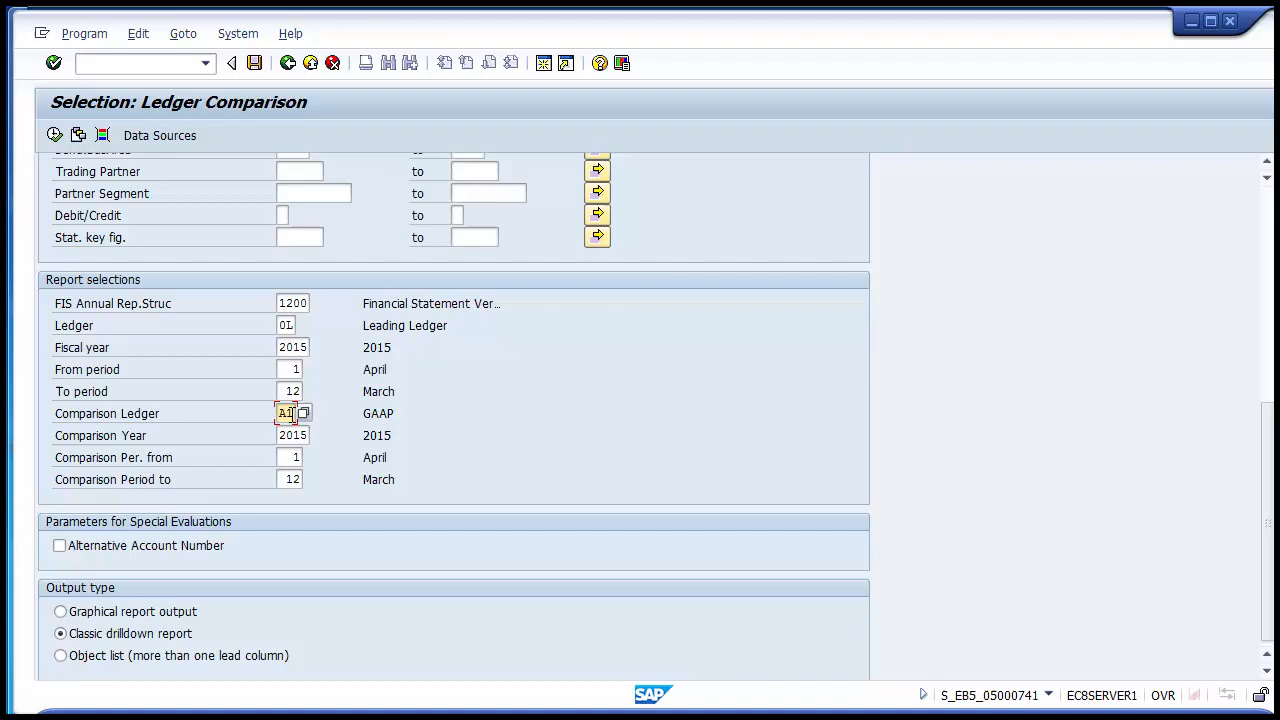 Program Edit Goto System Help
Selection: Ledger Comparison
Data Sources
Trading Partner to
Partner Segment to
Debit/Credit to
Stat. key fig. to
Report selections
FIS Annual Rep.Struc 1200 Financial Statement Ver...
Ledger 0L Leading Ledger
Fiscal year 2015 2015
From period 1 April
To period 12 March
Comparison Ledger A1 GAAP
Comparison Year 2015 2015
Comparison Per. from 1 April
Comparison Period to 12 March
Parameters for Special Evaluations
Alternative Account Number
Output type
Graphical report output
Classic drilldown report
Object list (more than one lead column)
SAP S_EB5_05000741 ECGSERVER1 OVR